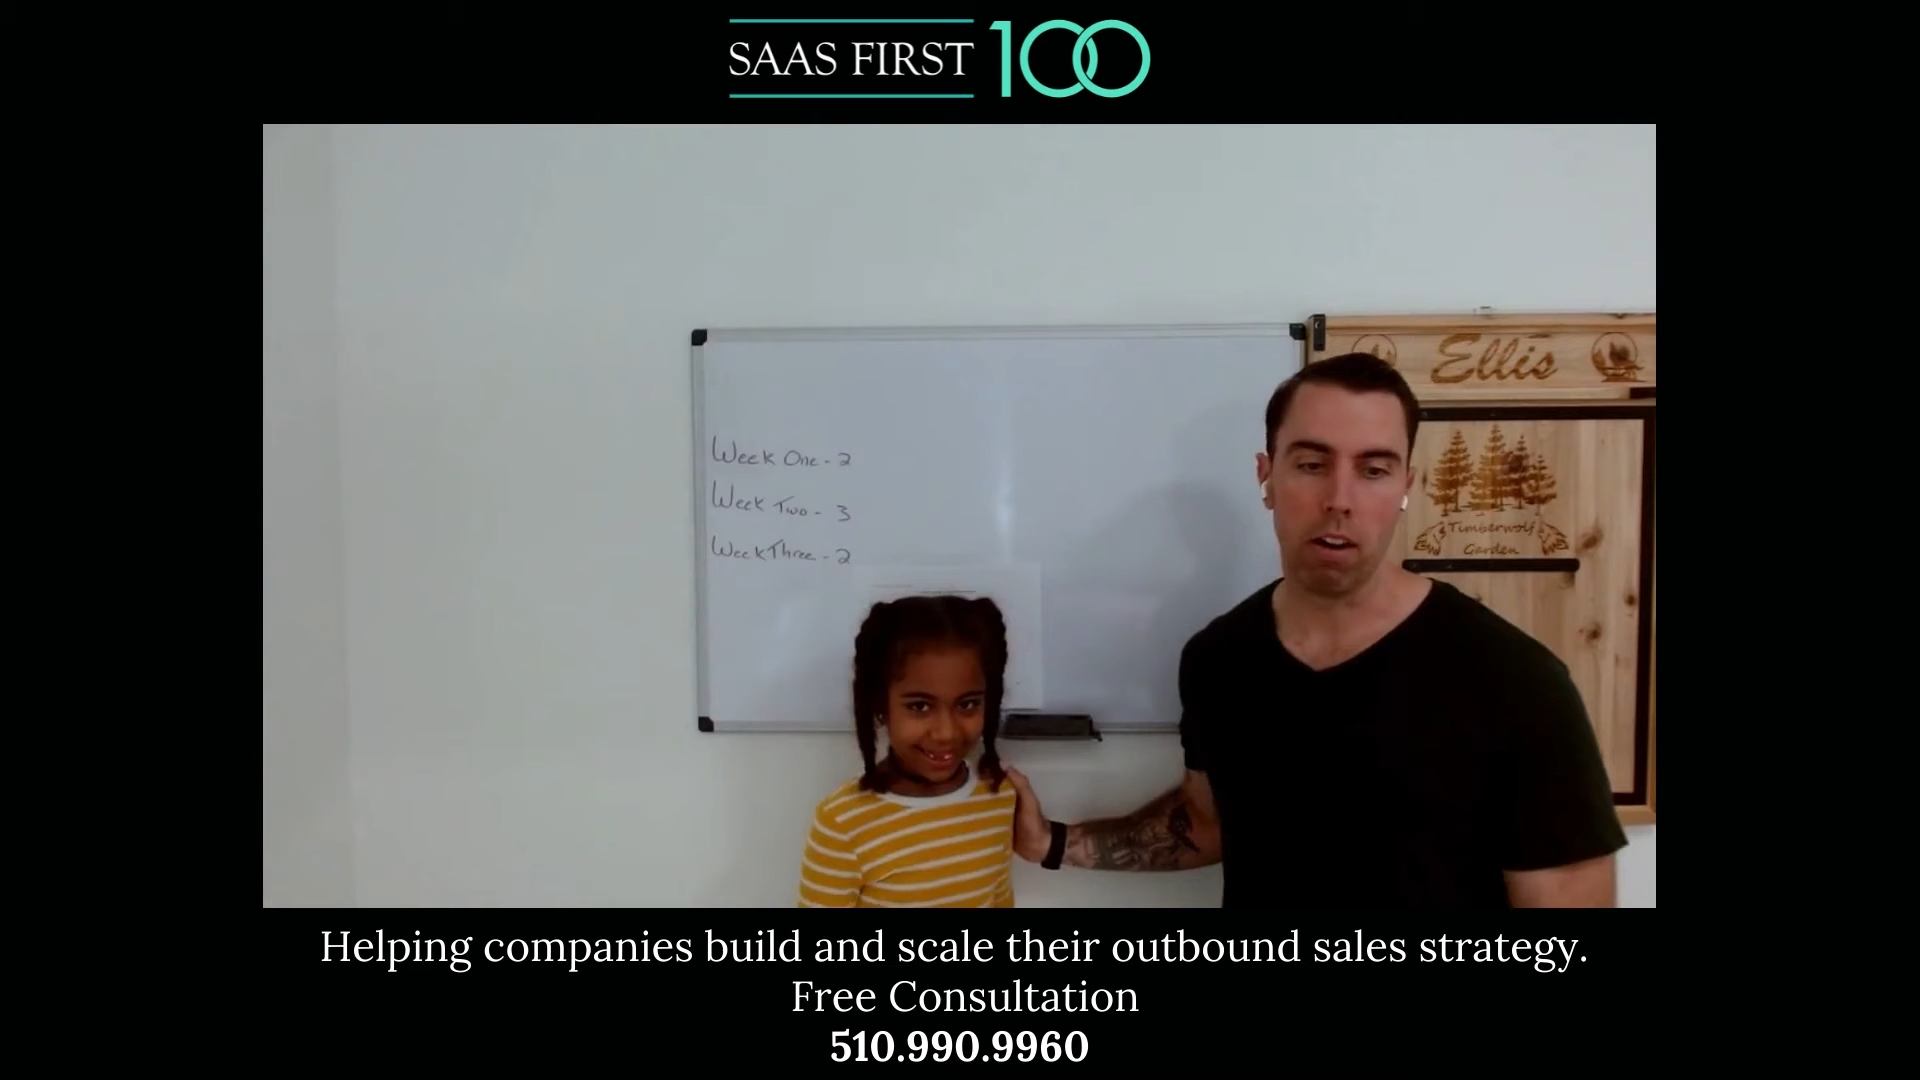 SAAS FIRST 100
Ellis
Week One - 2
Week Two - 3
Week Three - 2
Timberwolf
Garden
Helping companies build and scale their outbound sales strategy.
Free Consultation
510.990.9960